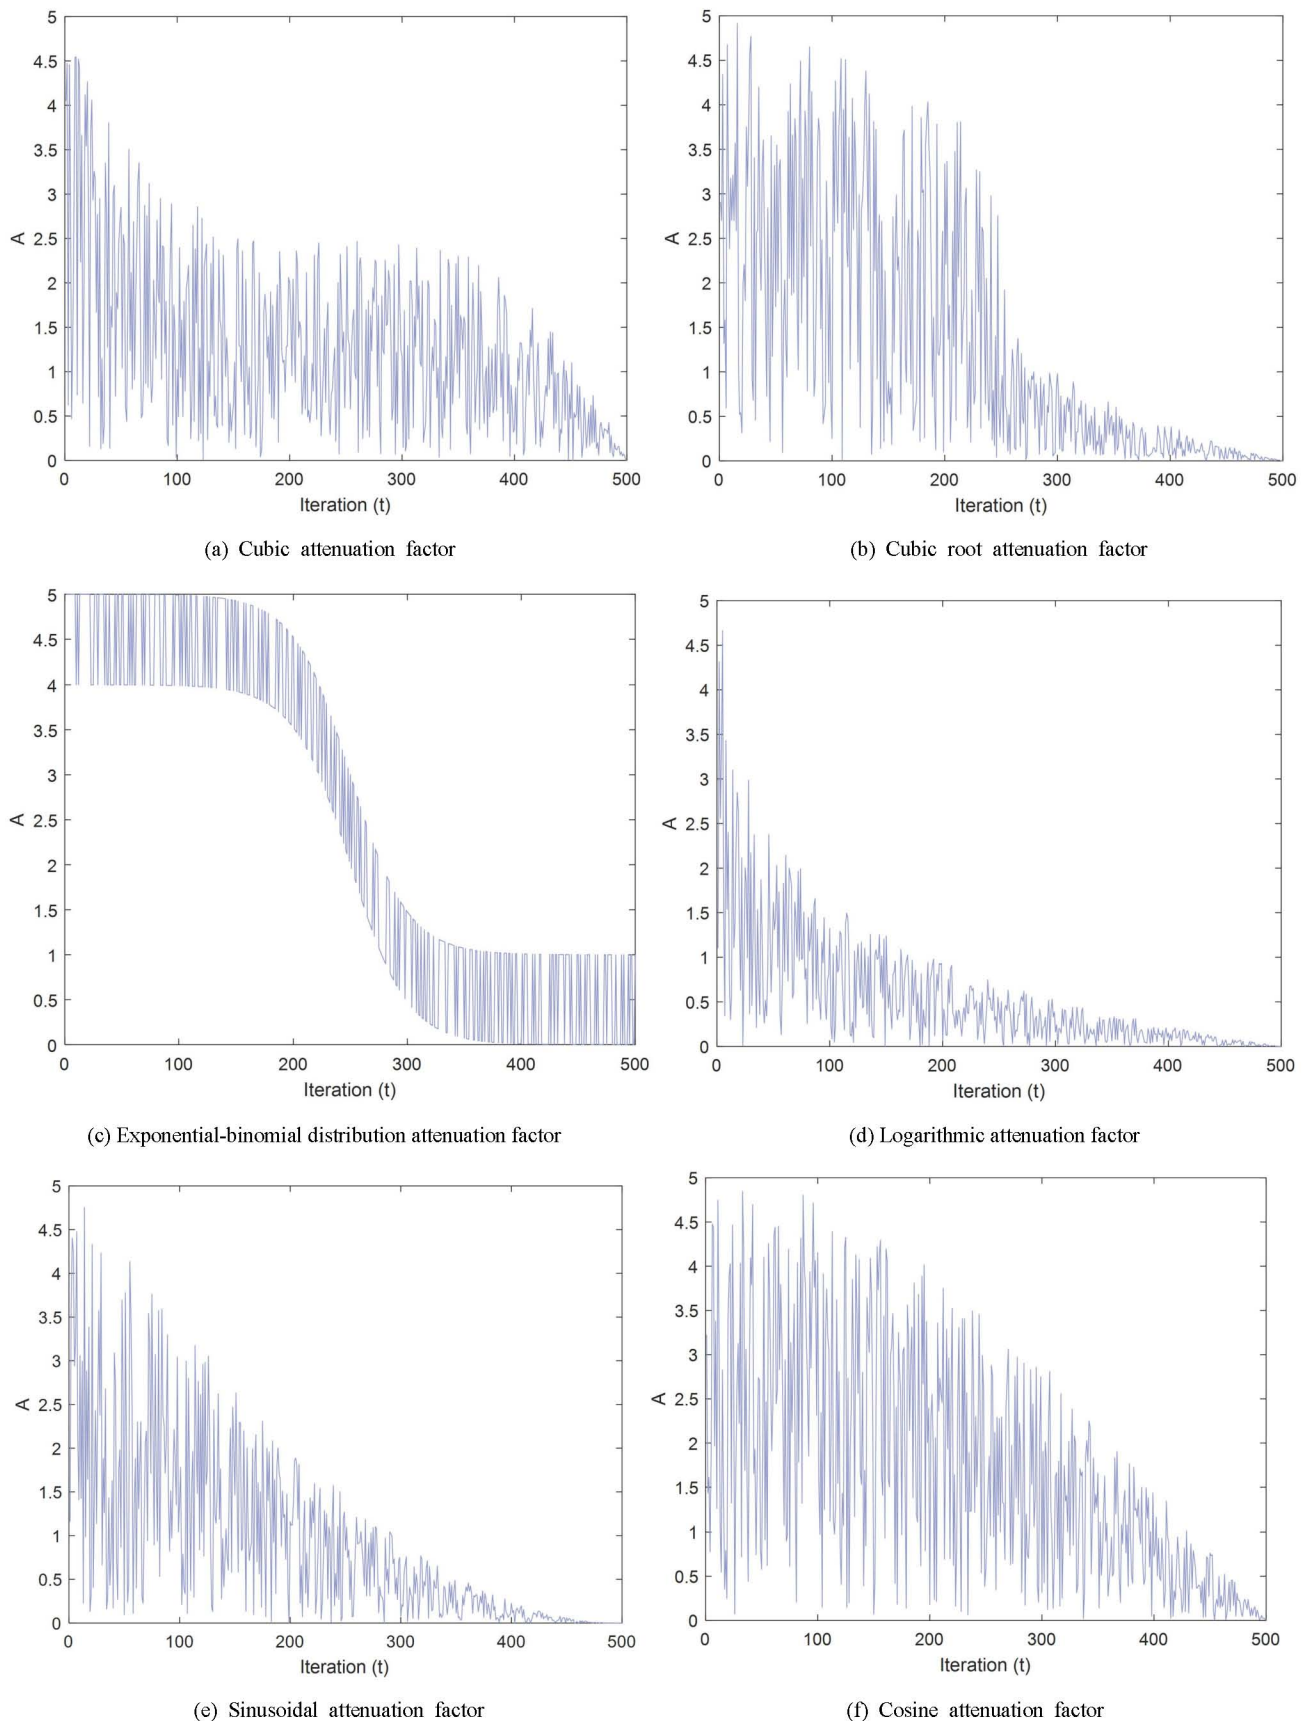 5
4.5
4
3.5
3
2.5
2
1.5
1
0.5
0
A
0 100 200 300 400 500
Iteration (t)
(a) Cubic attenuation factor
5
4.5
4
3.5
3
2.5
2
1.5
1
0.5
0
A
0 100 200 300 400 500
Iteration (t)
(b) Cubic root attenuation factor
5
4.5
4
3.5
3
2.5
2
1.5
1
0.5
0
A
0 100 200 300 400 500
Iteration (t)
(c) Exponential-binomial distribution attenuation factor
5
4.5
4
3.5
3
2.5
2
1.5
1
0.5
0
A
0 100 200 300 400 500
Iteration (t)
(d) Logarithmic attenuation factor
5
4.5
4
3.5
3
2.5
2
1.5
1
0.5
0
A
0 100 200 300 400 500
Iteration (t)
(e) Sinusoidal attenuation factor
5
4.5
4
3.5
3
2.5
2
1.5
1
0.5
0
A
0 100 200 300 400 500
Iteration (t)
(f) Cosine attenuation factor